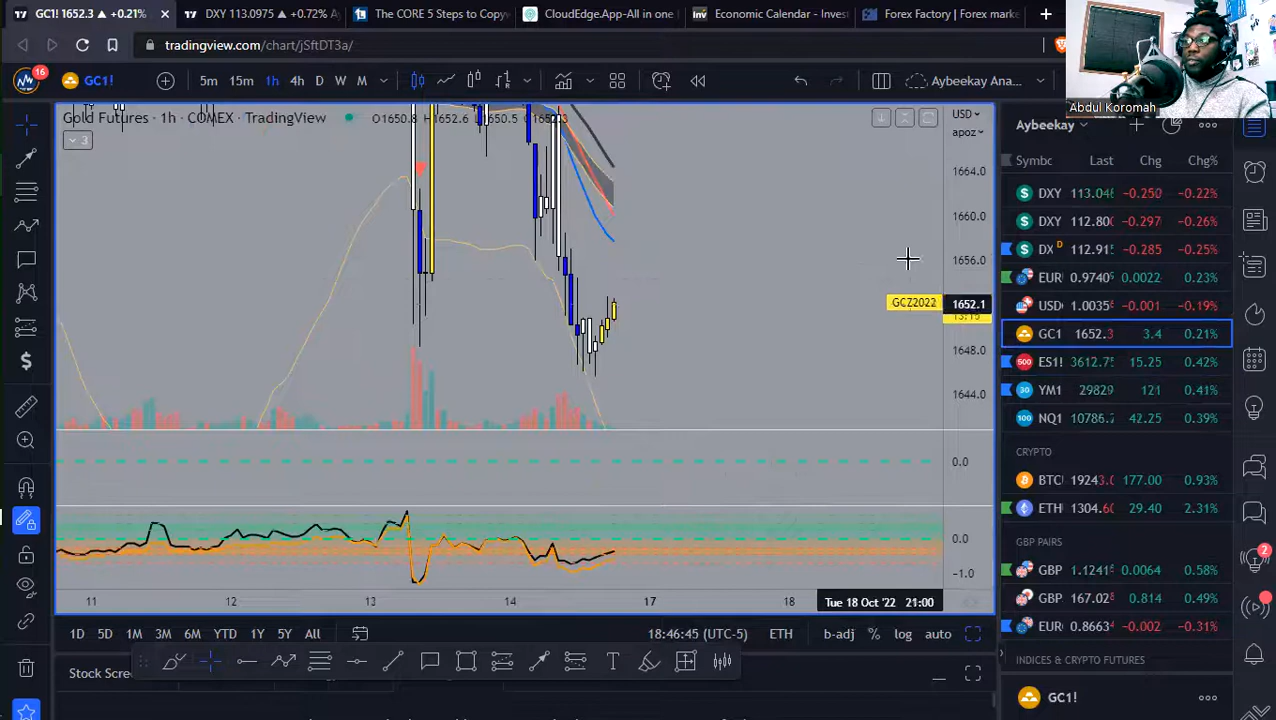 GC1! 1652.3 ▲ +0.21%
DXY 113.0975 ▲ +0.72% A
The CORE 5 Steps to Copy
CloudEdge.App-All in one
Economic Calendar - Invest
Forex Factory | Forex mark
tradingview.com/chart/jSftDT3a/
Abdul Koromah
16
GC1!
5m 15m 1h 4h D W M
Aybeekay Ana...
Gold Futures · 1h · COMEX · TradingView
3
USD
apoz
1664.0
1660.0
1656.0
GCZ2022 1652.1
1648.0
1644.0
0.0
0.0
-1.0
11 12 13 14 17 18 Tue 18 Oct '22 21:00
1D 5D 1M 3M 6M YTD 1Y 5Y All
18:46:45 (UTC-5) ETH b-adj % log auto
Stock Scre
Aybeekay
Symbc Last Chg Chg%
DXY 113.04 −0.250 −0.22%
DXY 112.80 −0.297 −0.26%
DX D 112.91 −0.285 −0.25%
EUR 0.9740 0.0022 0.23%
USD 1.0035 −0.001 −0.19%
GC1 1652.3 3.4 0.21%
ES1! 3612.75 15.25 0.42%
YM1 29829 121 0.41%
NQ1 10786. 42.25 0.39%
CRYPTO
BTC 19243.0 177.00 0.93%
ETH 1304.60 29.40 2.31%
GBP PAIRS
GBP 1.1241 0.0064 0.58%
GBP 167.02 0.814 0.49%
EUR 0.8663 −0.002 −0.31%
INDICES & CRYPTO FUTURES
GC1!
2